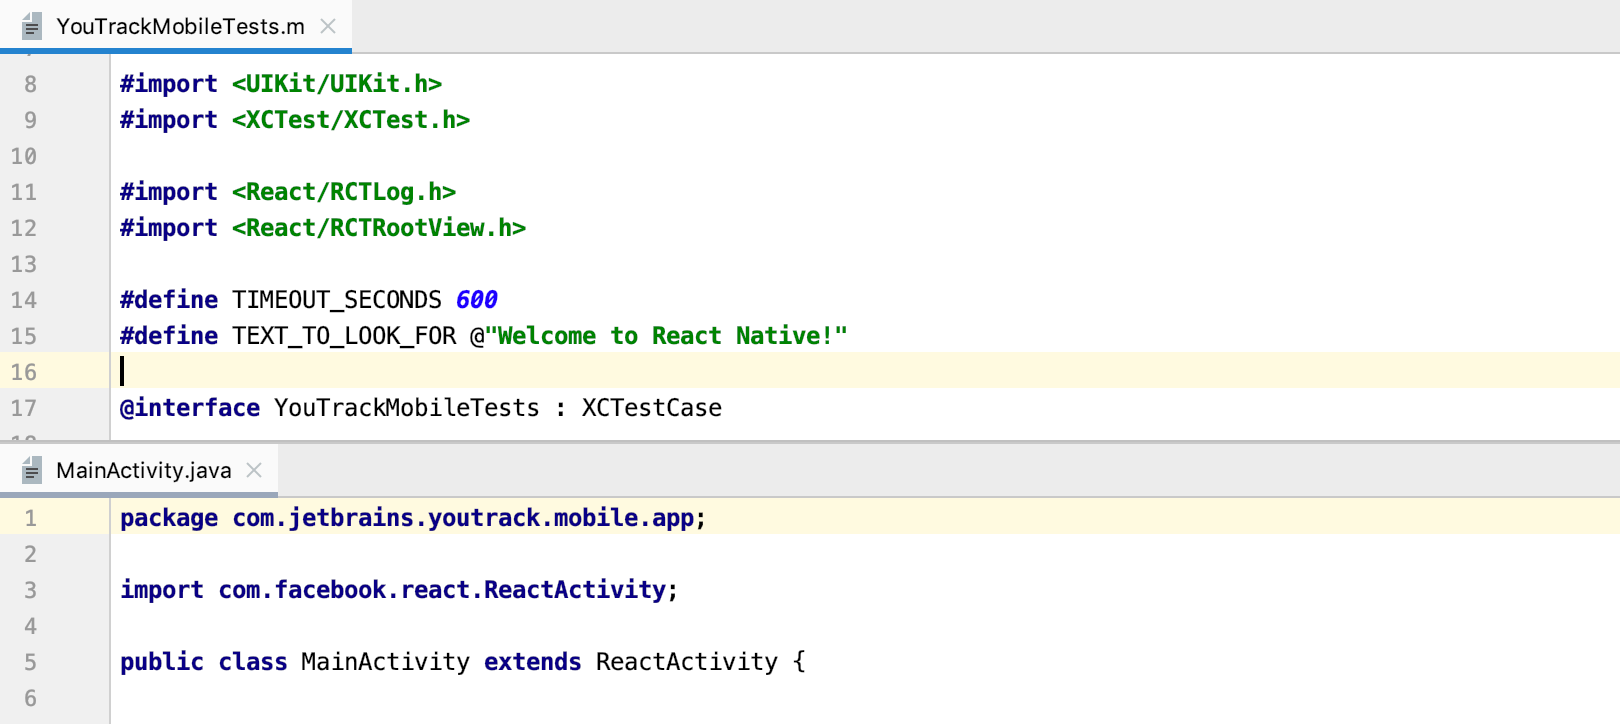 YouTrackMobileTests.m
8 #import <UIKit/UIKit.h>
9 #import <XCTest/XCTest.h>
10
11 #import <React/RCTLog.h>
12 #import <React/RCTRootView.h>
13
14 #define TIMEOUT_SECONDS 600
15 #define TEXT_TO_LOOK_FOR @"Welcome to React Native!"
16
17 @interface YouTrackMobileTests : XCTestCase
MainActivity.java
1 package com.jetbrains.youtrack.mobile.app;
2
3 import com.facebook.react.ReactActivity;
4
5 public class MainActivity extends ReactActivity {
6